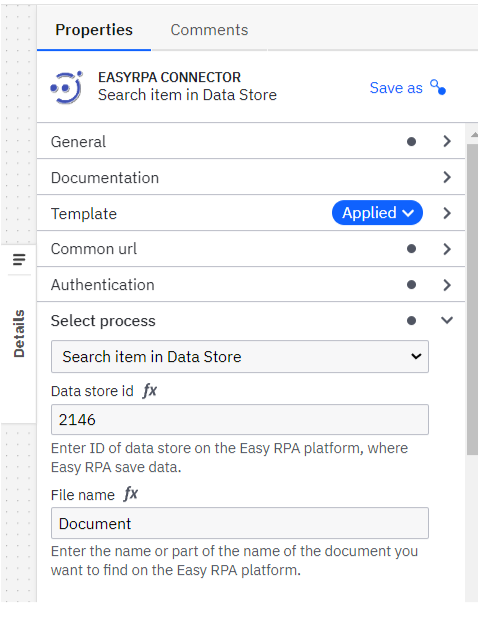 Properties
Comments
EASYRPA CONNECTOR
Search item in Data Store
Save as
General
Documentation
Template
Applied
Common url
Authentication
Details
Select process
Search item in Data Store
Data store id fx
2146
Enter ID of data store on the Easy RPA platform, where
Easy RPA save data.
File name fx
Document
Enter the name or part of the name of the document you
want to find on the Easy RPA platform.